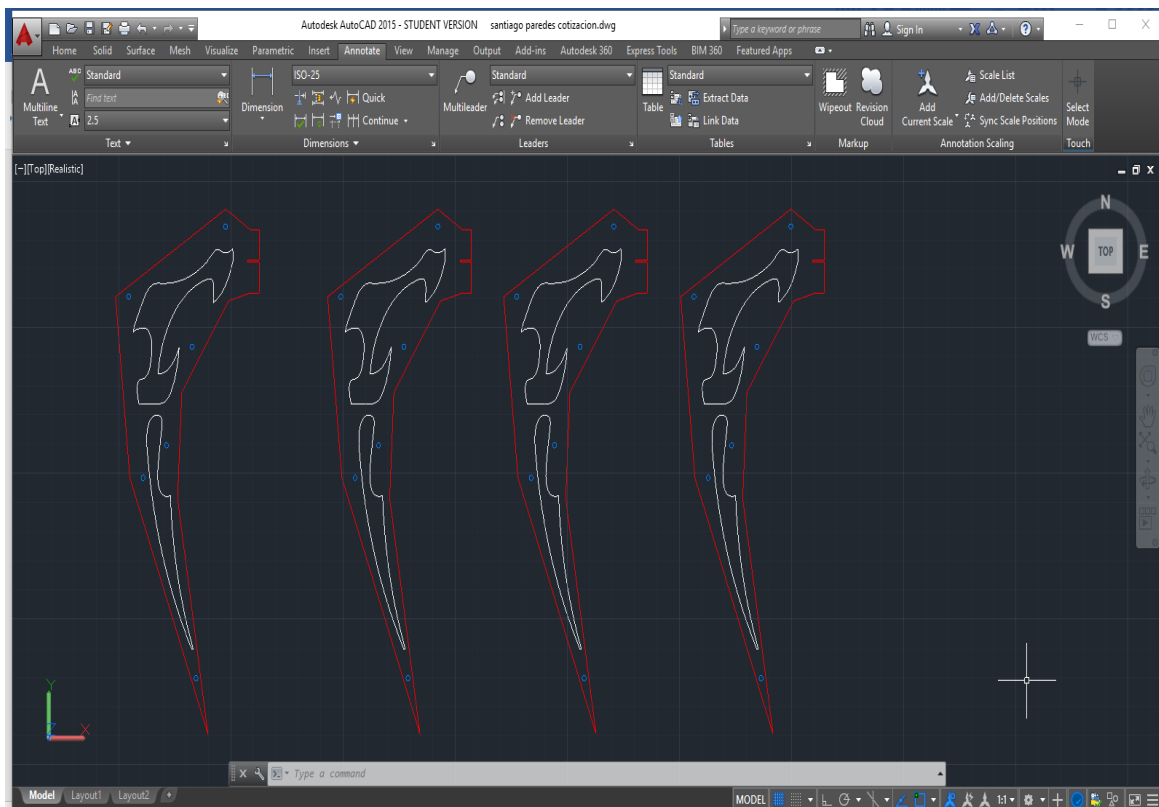 Autodesk AutoCAD 2015 - STUDENT VERSION santiago paredes cotizacion.dwg
Type a keyword or phrase
Sign In
Home Solid Surface Mesh Visualize Parametric Insert Annotate View Manage Output Add-ins Autodesk 360 Express Tools BIM 360 Featured Apps
A
Multiline
Text
ABC Standard
Find text
2.5
Text
Dimension
ISO-25
Quick
Continue
Dimensions
Multileader
Standard
Add Leader
Remove Leader
Leaders
Table
Standard
Extract Data
Link Data
Tables
Wipeout
Revision
Cloud
Markup
Add
Current Scale
Scale List
Add/Delete Scales
Sync Scale Positions
Annotation Scaling
Select
Mode
Touch
[−][Top][Realistic]
N
W TOP E
S
WCS
Y
X
Type a command
Model Layout1 Layout2 +
MODEL 1:1